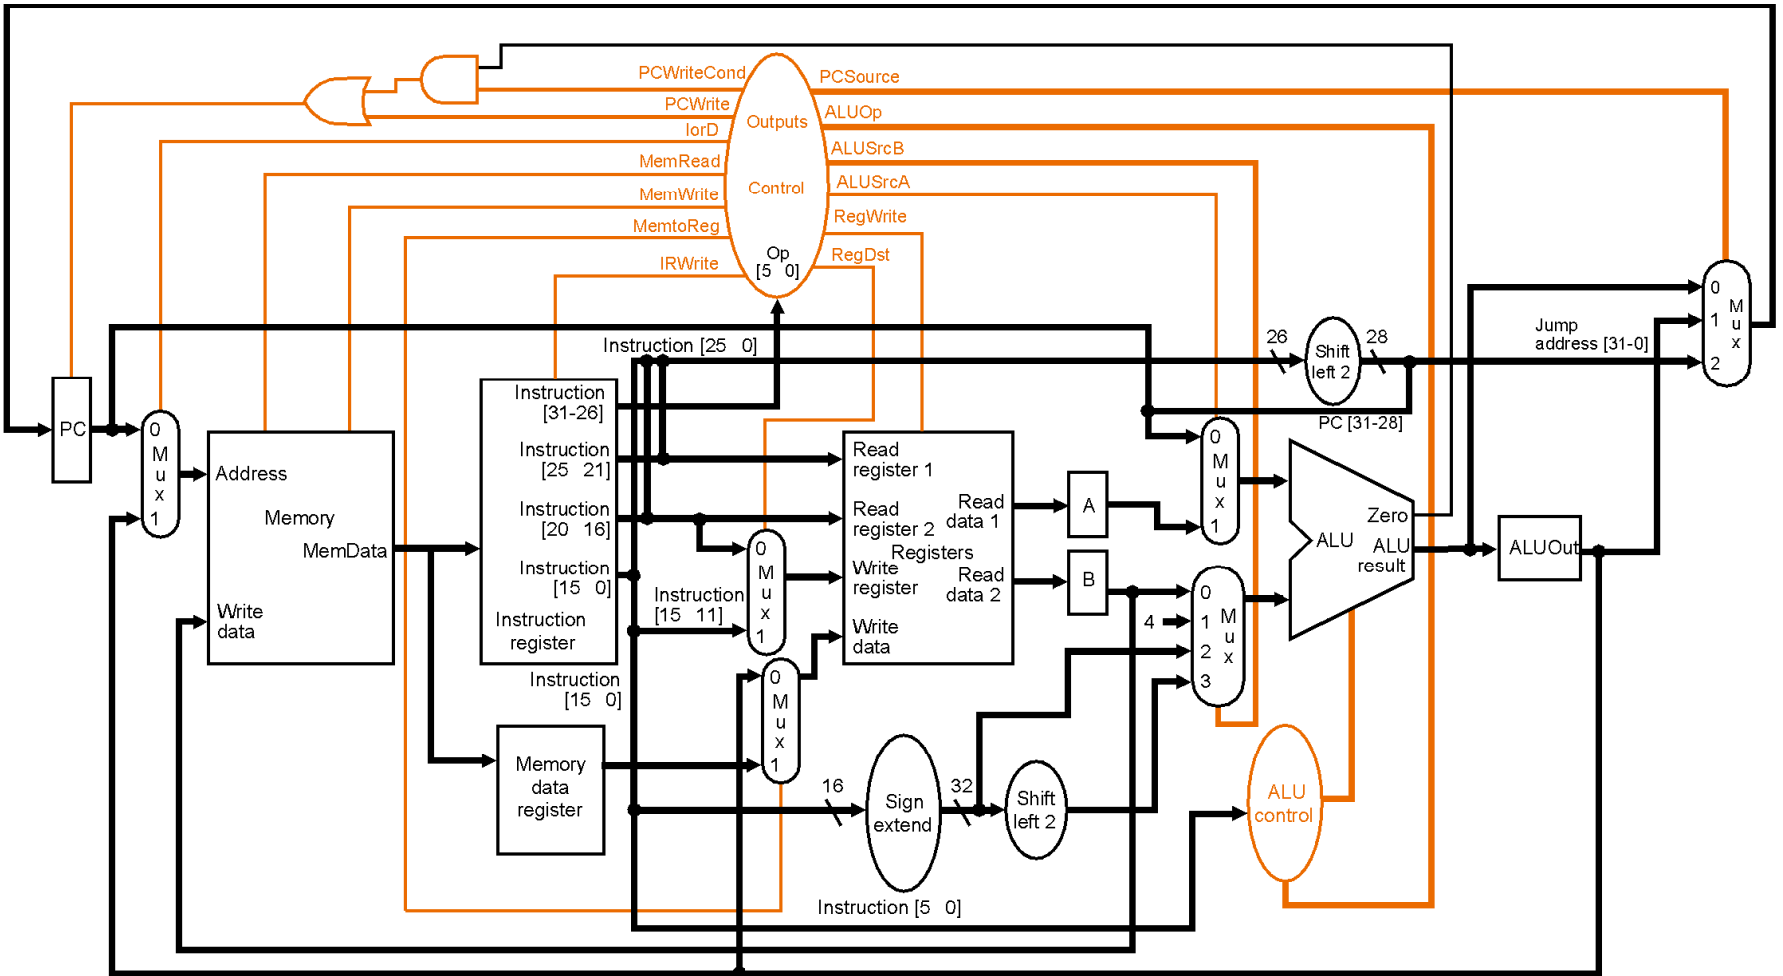 PCWriteCond
PCSource
PCWrite
ALUOp
IorD
Outputs
ALUSrcB
MemRead
ALUSrcA
Control
MemWrite
RegWrite
MemtoReg
RegDst
IRWrite
Op
[5 0]
Instruction [25 0]
26
28
Shift
left 2
Jump
address [31-0]
0
1
2
M
u
x
PC [31-28]
PC
0
M
u
x
1
Address
Memory
MemData
Write
data
Instruction
[31-26]
Instruction
[25 21]
Instruction
[20 16]
Instruction
[15 0]
Instruction
register
Instruction
[15 11]
Instruction
[15 0]
0
M
u
x
1
0
M
u
x
1
Memory
data
register
Read
register 1
Read
register 2
Registers
Write
register
Write
data
Read
data 1
Read
data 2
A
B
0
M
u
x
1
4
0
1
2
3
M
u
x
Zero
ALU
ALU
result
ALUOut
16
Sign
extend
32
Shift
left 2
ALU
control
Instruction [5 0]